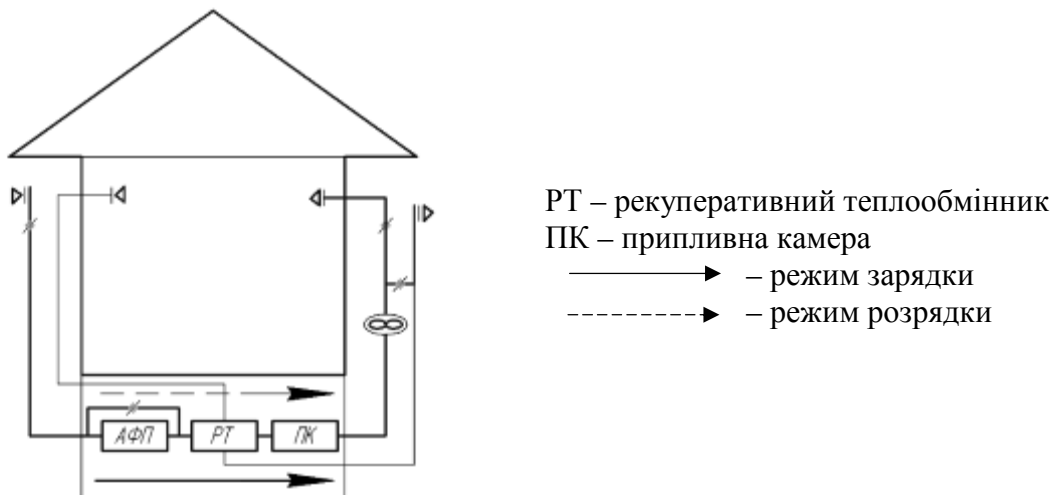 РТ – рекуперативний теплообмінник
ПК – припливна камера
– режим зарядки
– режим розрядки
АФП РТ ПК